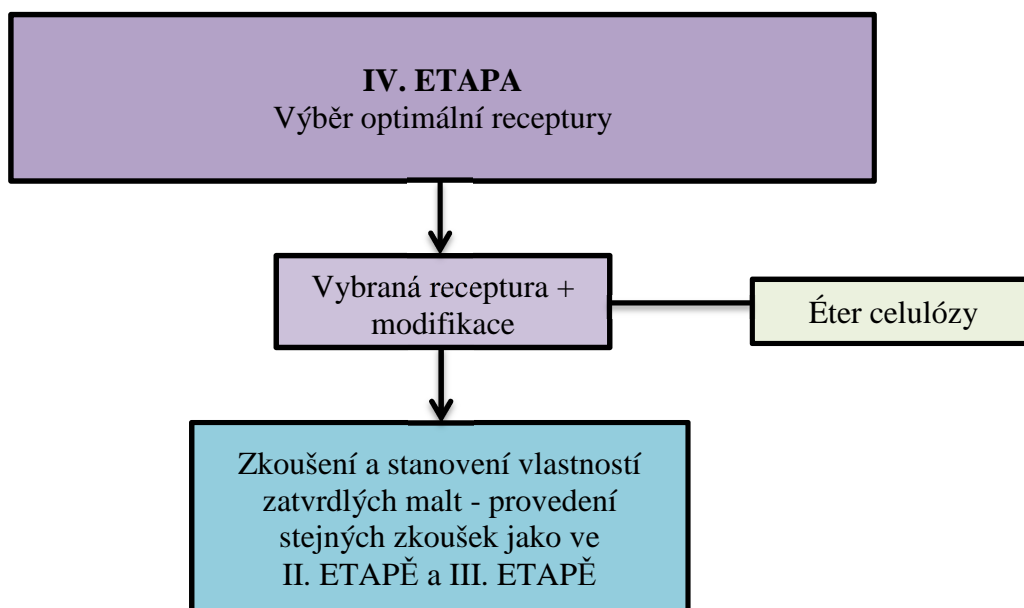 IV. ETAPA
Výběr optimální receptury
Vybraná receptura +
modifikace
Éter celulózy
Zkoušení a stanovení vlastností
zatvrdlých malt - provedení
stejných zkoušek jako ve
II. ETAPĚ a III. ETAPĚ